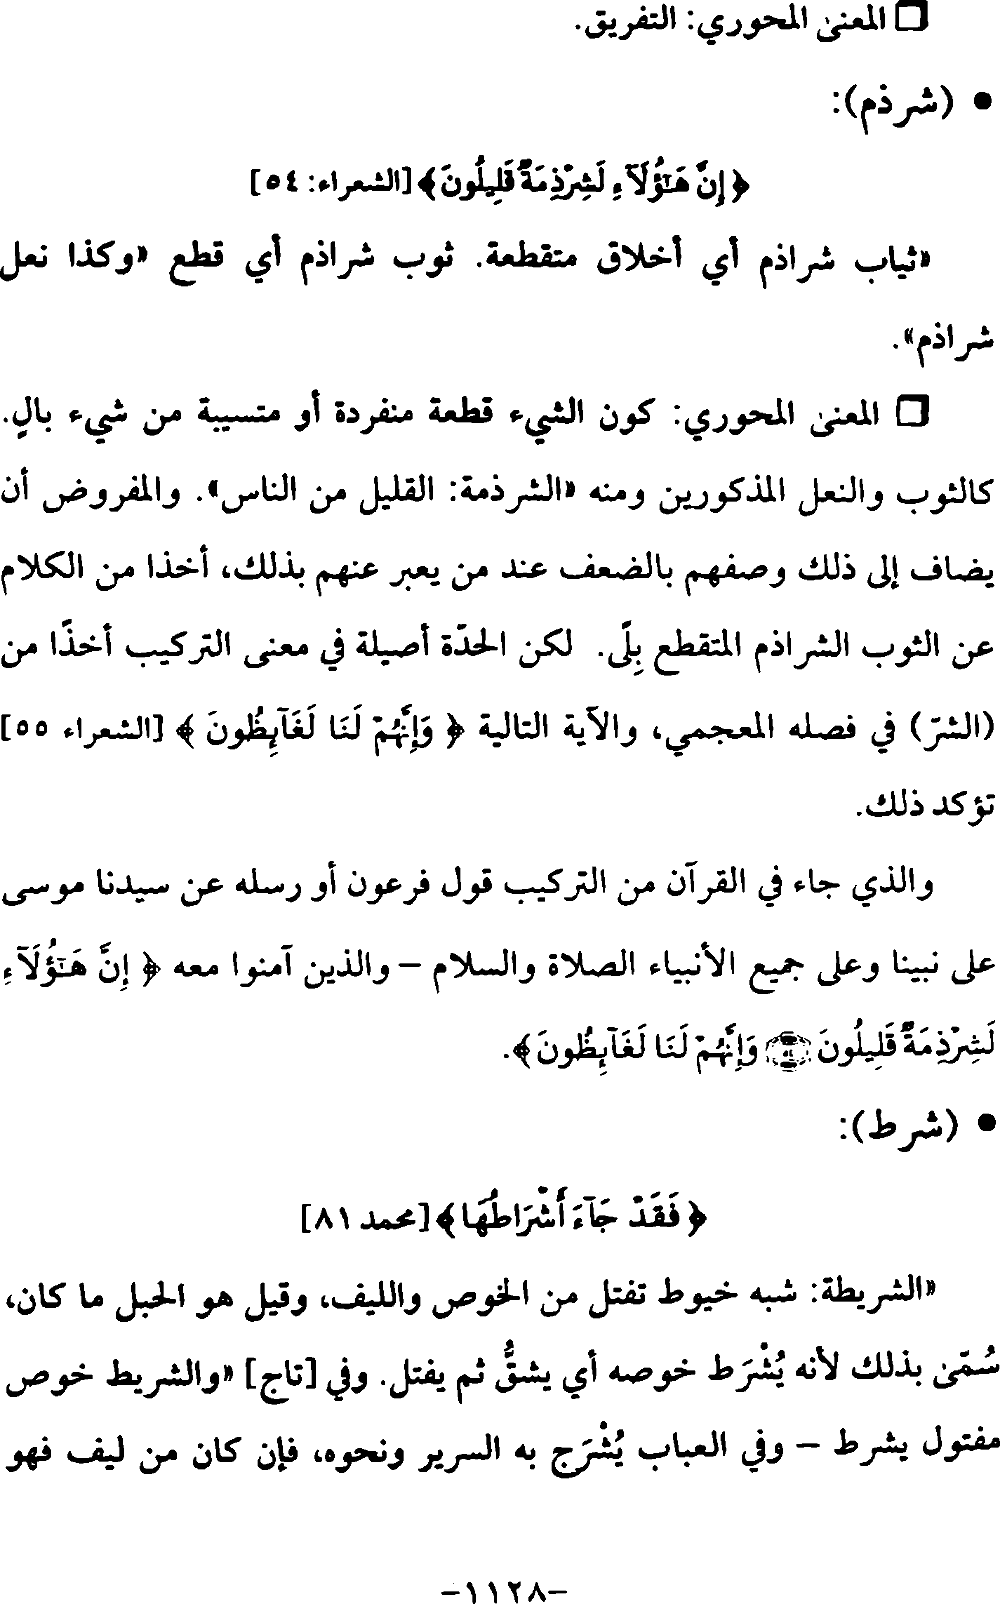 ❐ المعنىٰ المحوري: التفريق.
• (شرذم):
﴿ إِنَّ هَـٰٓؤُلَآءِ لَشِرْذِمَةٌ قَلِيلُونَ ﴾ [الشعراء: ٥٤]
«ثياب شراذم أي أخلاق متقطعة. ثوب شراذم أي قطع «وكذا نعل
شراذم».
❐ المعنىٰ المحوري: كون الشيء قطعة منفردة أو متسيبة من شيء بالٍ.
كالثوب والنعل المذكورين ومنه «الشرذمة: القليل من الناس». والمفروض أن
يضاف إلى ذلك وصفهم بالضعف عند من يعبر عنهم بذلك، أخذا من الكلام
عن الثوب الشراذم المتقطع بِلًى. لكن الحدّة أصيلة في معنى التركيب أخذًا من
(الشرّ) في فصله المعجمي، والآية التالية ﴿ وَإِنَّهُمْ لَنَا لَغَآئِظُونَ ﴾ [الشعراء ٥٥]
تؤكد ذلك.
والذي جاء في القرآن من التركيب قول فرعون أو رسله عن سيدنا موسى
على نبينا وعلى جميع الأنبياء الصلاة والسلام – والذين آمنوا معه ﴿ إِنَّ هَـٰٓؤُلَآءِ
لَشِرْذِمَةٌ قَلِيلُونَ ۝٥٤ وَإِنَّهُمْ لَنَا لَغَآئِظُونَ ﴾.
• (شرط):
﴿ فَقَدْ جَآءَ أَشْرَاطُهَا ﴾ [محمد ٨١]
«الشريطة: شبه خيوط تفتل من الخوص والليف، وقيل هو الحبل ما كان،
سُمّىَ بذلك لأنه يُشْرَط خوصه أي يشقُّ ثم يفتل. وفي [تاج] «والشريط خوص
مفتول يشرط – وفي العباب يُشْرَج به السرير ونحوه، فإن كان من ليف فهو
-١١٢٨-